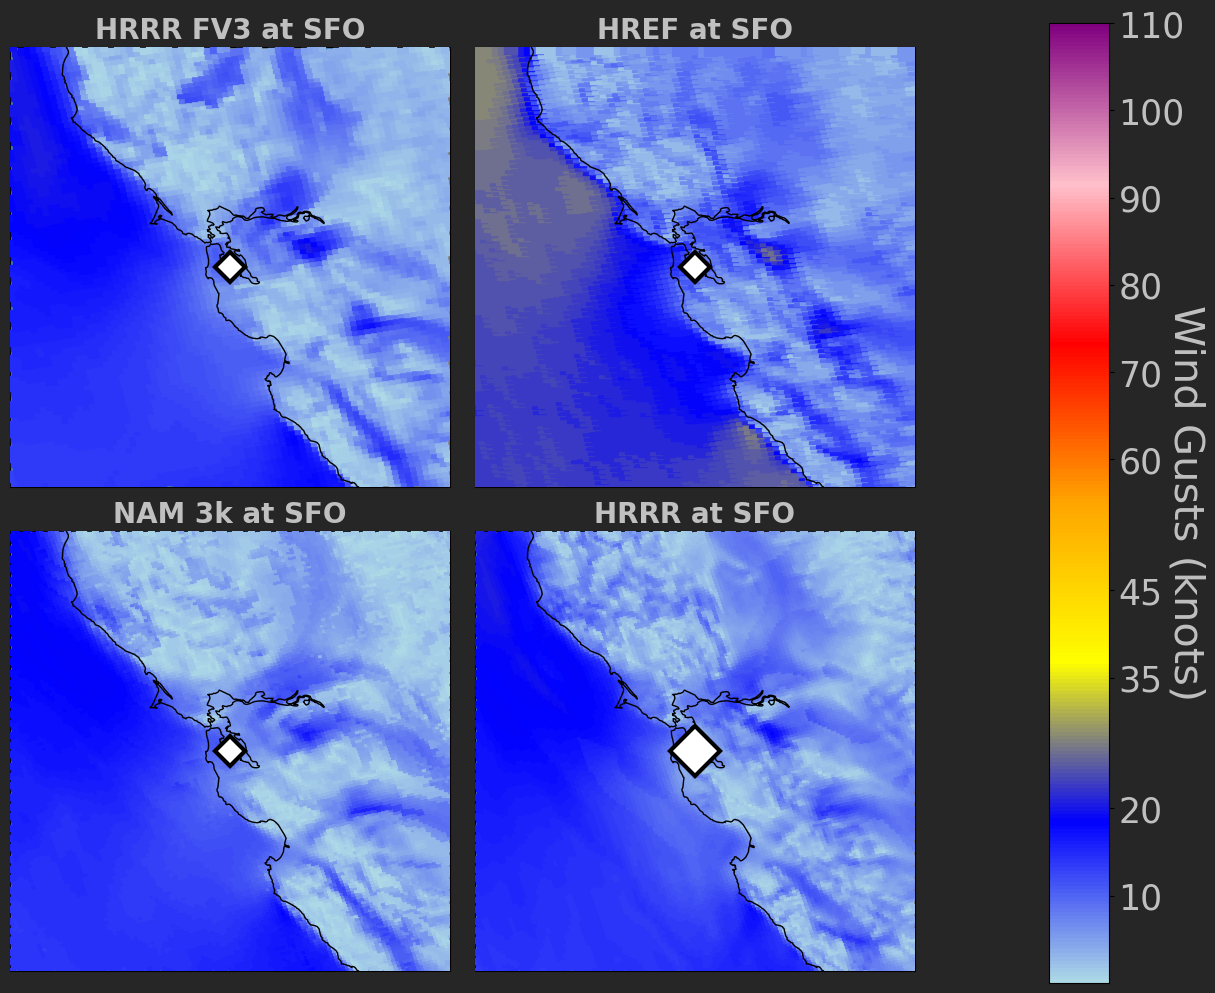 HRRR FV3 at SFO
HREF at SFO
NAM 3k at SFO
HRRR at SFO
110
100
90
80
70
60
45
35
20
10
Wind Gusts (knots)